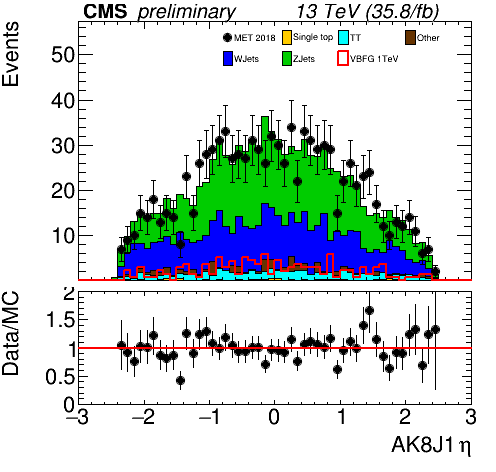 CMS preliminary 13 TeV (35.8/fb)
Events
MET 2018 Single top TT Other
WJets ZJets VBFG 1TeV
50
40
30
20
10
Data/MC
2
1.5
1
0.5
0
−3 −2 −1 0 1 2 3
AK8J1 η